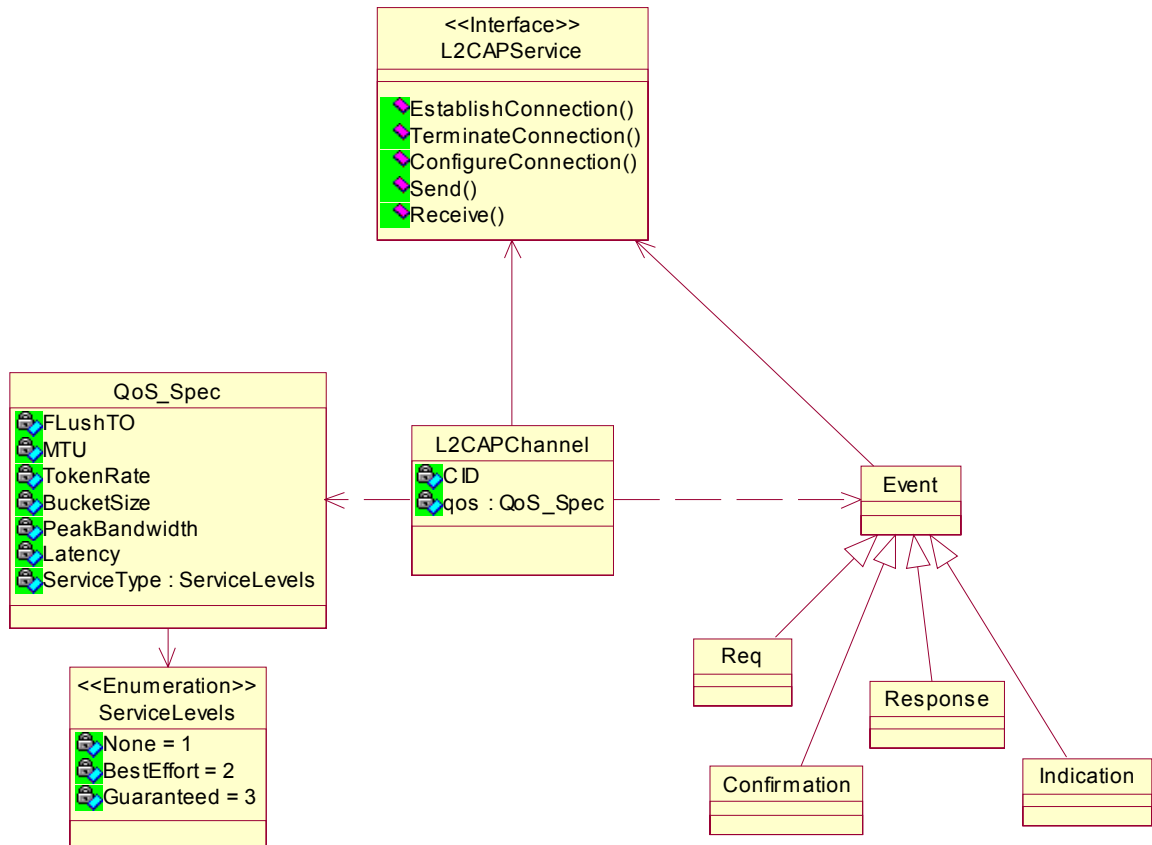 <<Interface>>
L2CAPService
EstablishConnection()
TerminateConnection()
ConfigureConnection()
Send()
Receive()
QoS_Spec
FLushTO
MTU
TokenRate
BucketSize
PeakBandwidth
Latency
ServiceType : ServiceLevels
L2CAPChannel
CID
qos : QoS_Spec
Event
Req
Response
Confirmation
Indication
<<Enumeration>>
ServiceLevels
None = 1
BestEffort = 2
Guaranteed = 3